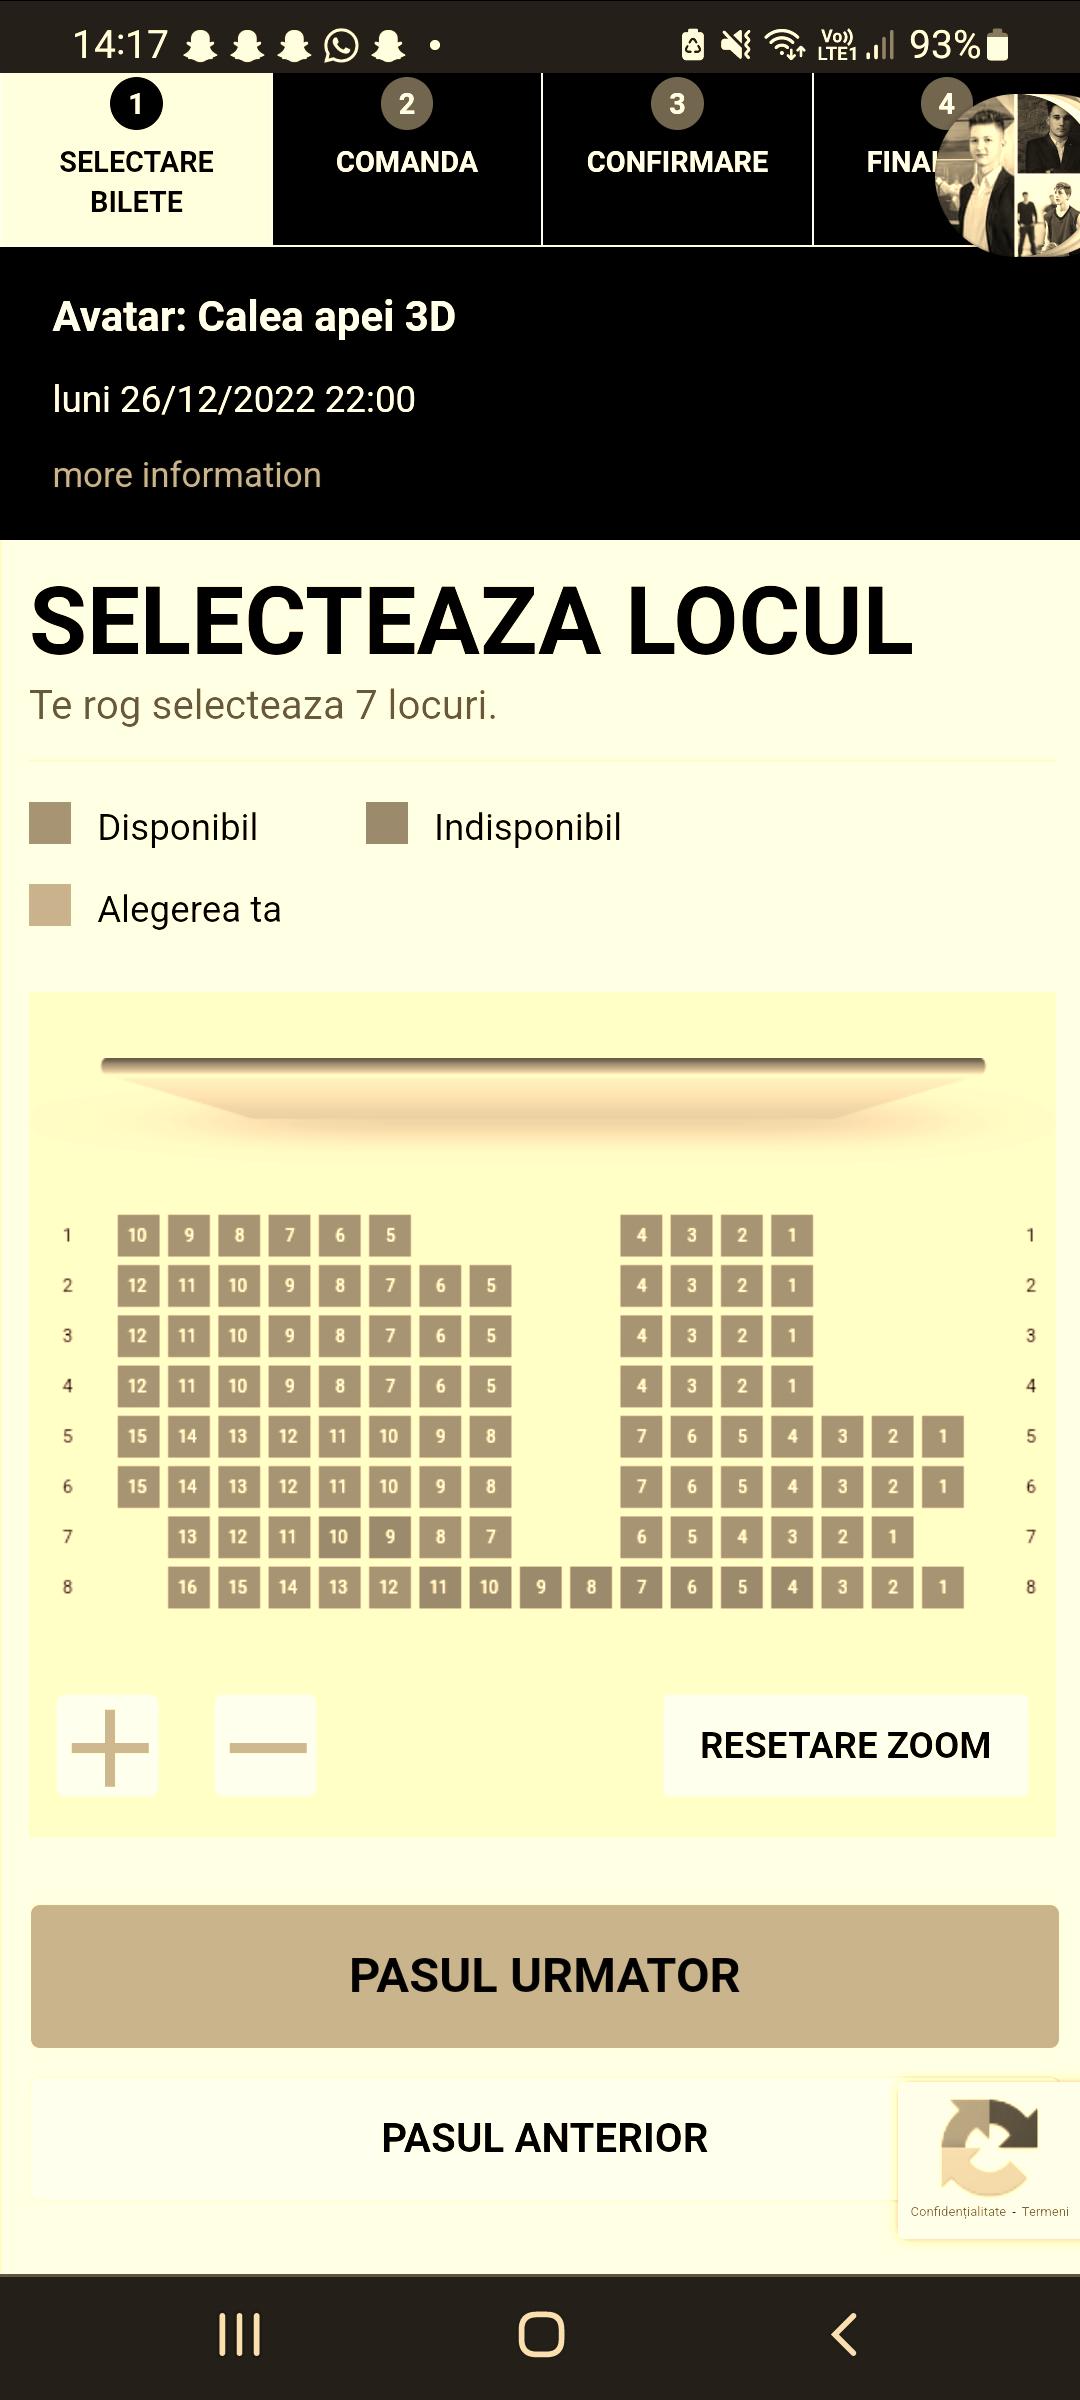 14:17 Vo)) LTE1 93%
1 2 3 4
SELECTARE BILETE COMANDA CONFIRMARE
Avatar: Calea apei 3D
luni 26/12/2022 22:00
more information
SELECTEAZA LOCUL
Te rog selecteaza 7 locuri.
Disponibil Indisponibil
Alegerea ta
1 10 9 8 7 6 5 4 3 2 1 1
2 12 11 10 9 8 7 6 5 4 3 2 1 2
3 12 11 10 9 8 7 6 5 4 3 2 1 3
4 12 11 10 9 8 7 6 5 4 3 2 1 4
5 15 14 13 12 11 10 9 8 7 6 5 4 3 2 1 5
6 15 14 13 12 11 10 9 8 7 6 5 4 3 2 1 6
7 13 12 11 10 9 8 7 6 5 4 3 2 1 7
8 16 15 14 13 12 11 10 9 8 7 6 5 4 3 2 1 8
RESETARE ZOOM
PASUL URMATOR
PASUL ANTERIOR
Confidențialitate - Termeni